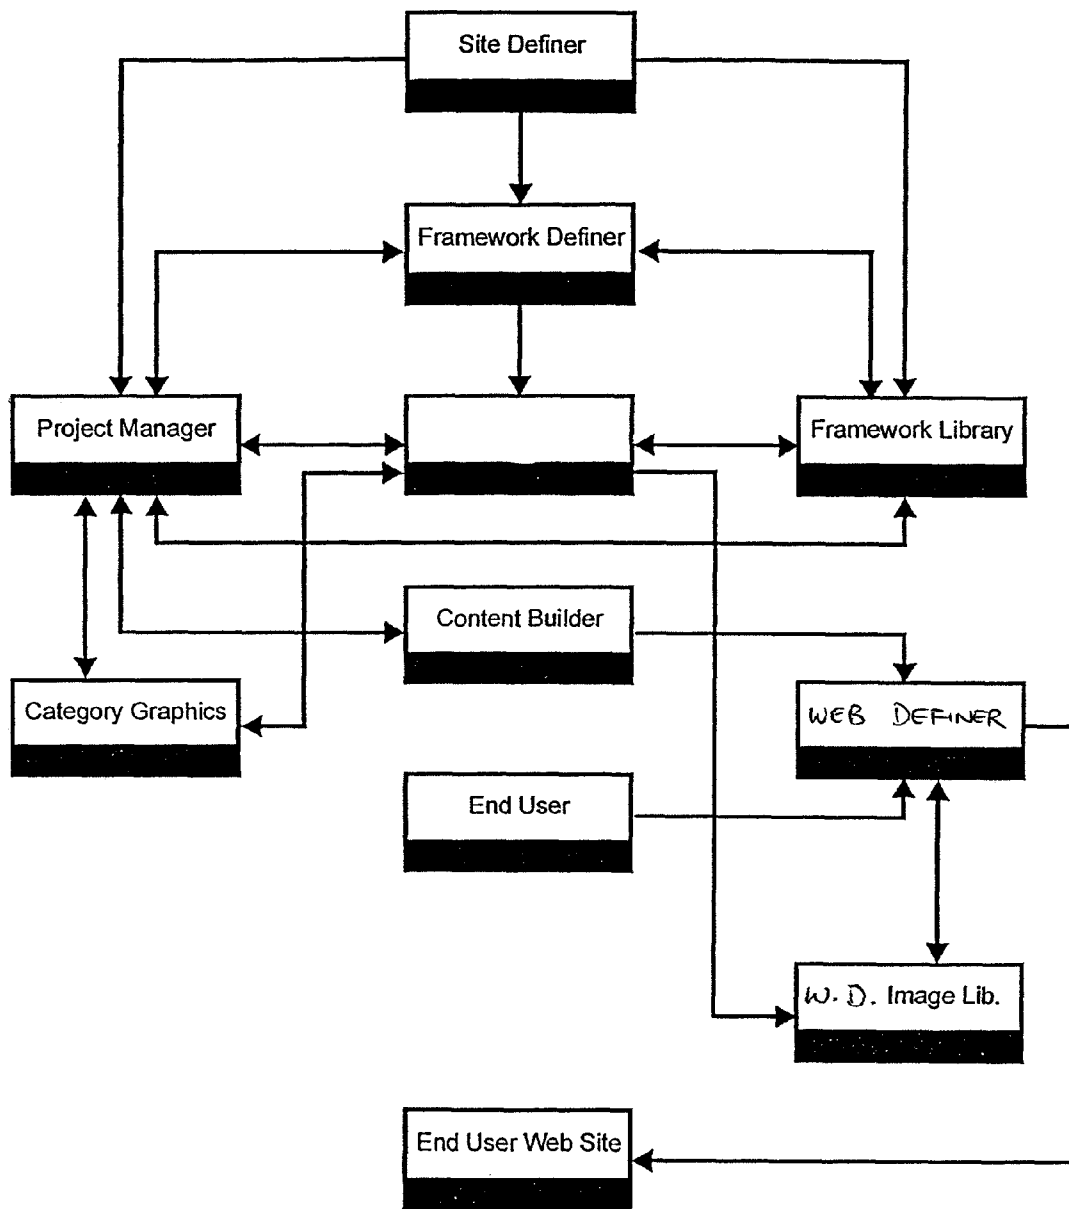 Site Definer
Framework Definer
Project Manager
Framework Library
Content Builder
Category Graphics
WEB DEFINER
End User
W.D. Image Lib.
End User Web Site